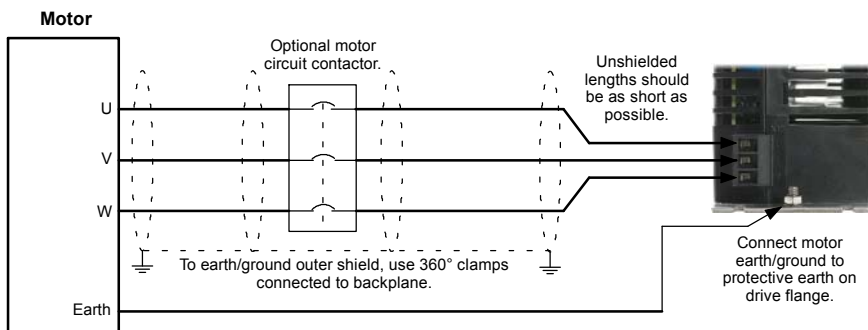 Motor
Optional motor
circuit contactor.
Unshielded
lengths should
be as short as
possible.
U
V
W
To earth/ground outer shield, use 360° clamps
connected to backplane.
Connect motor
earth/ground to
protective earth on
drive flange.
Earth